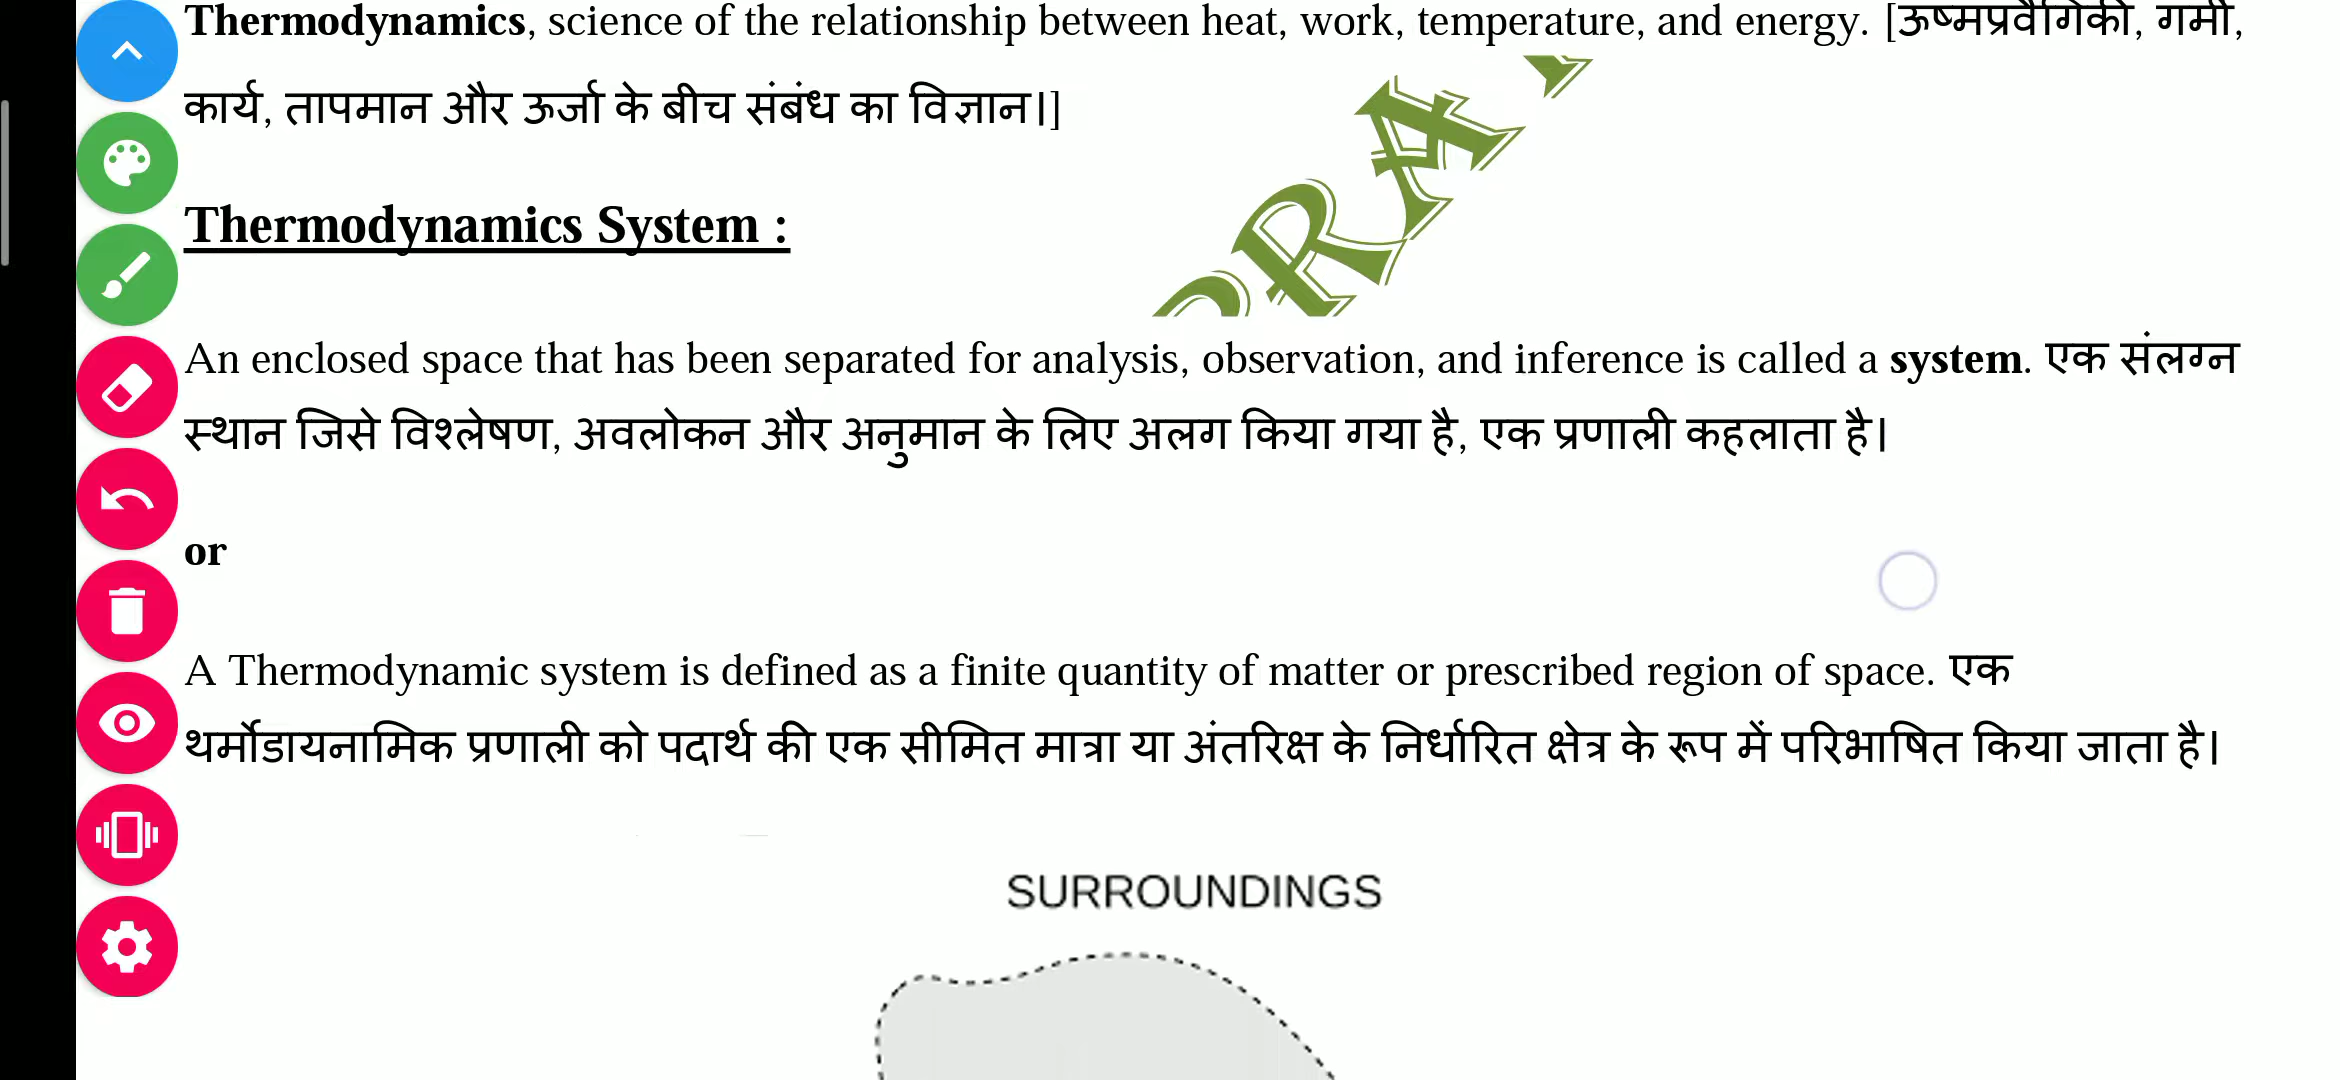 Thermodynamics, science of the relationship between heat, work, temperature, and energy. [ऊष्मप्रवैगिकी, गर्मी,
कार्य, तापमान और ऊर्जा के बीच संबंध का विज्ञान।]
Thermodynamics System :
An enclosed space that has been separated for analysis, observation, and inference is called a system. एक संलग्न
स्थान जिसे विश्लेषण, अवलोकन और अनुमान के लिए अलग किया गया है, एक प्रणाली कहलाता है।
or
A Thermodynamic system is defined as a finite quantity of matter or prescribed region of space. एक
थर्मोडायनामिक प्रणाली को पदार्थ की एक सीमित मात्रा या अंतरिक्ष के निर्धारित क्षेत्र के रूप में परिभाषित किया जाता है।
SURROUNDINGS